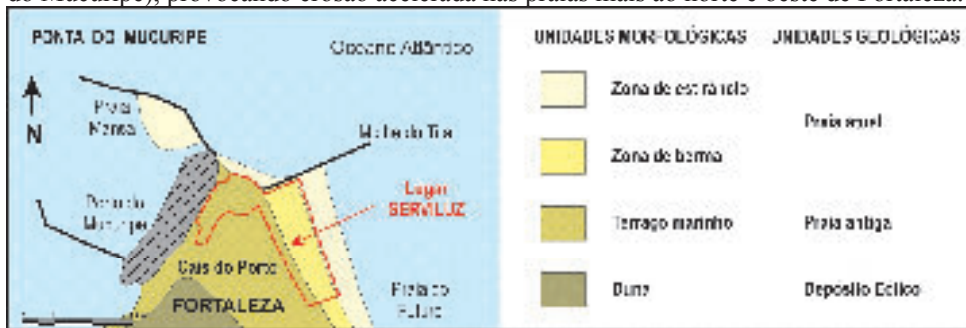 do Mucuripe), provocando erosão acelerada nas praias mais ao norte e oeste de Fortaleza.
PONTA DO MUCURIPE
Oceano Atlântico
N
Praia
Mansa
Molhe do Titã
Porto do
Mucuripe
Lugar
SERVILUZ
Cais do Porto
FORTALEZA
Praia do
Futuro
UNIDADES MORFOLÓGICAS
UNIDADES GEOLÓGICAS
Zona de estirâncio
Praia atual
Zona de berma
Terraço marinho
Praia antiga
Duna
Depósito Eólico